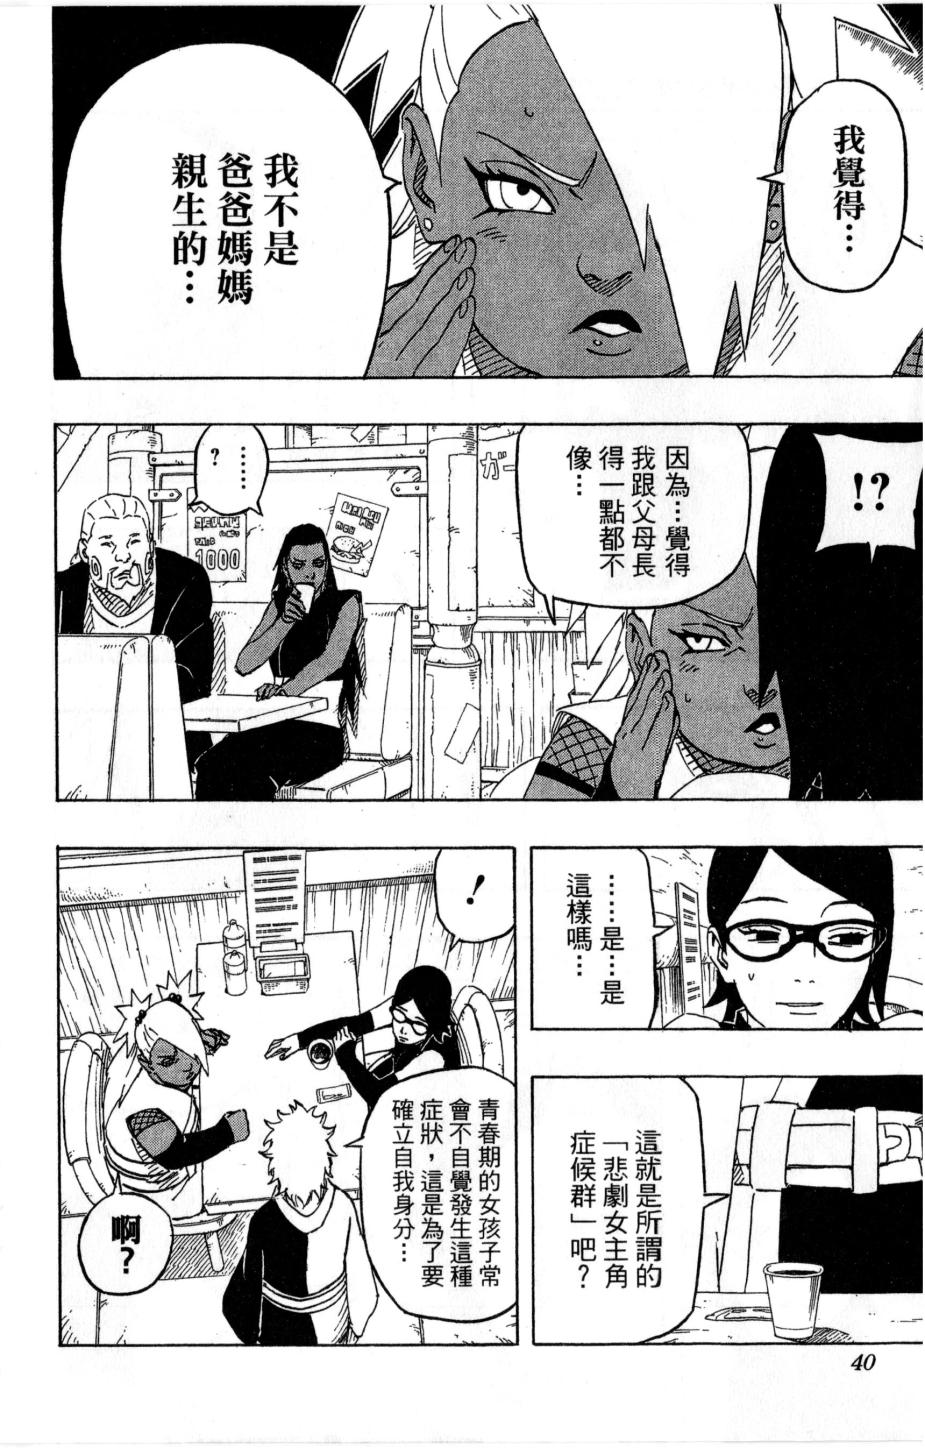 我覺得…
我不是
爸爸媽媽
親生的…
!?
因為…覺得
我跟父母長
得一點都不
像…
……
?
ガー
1000
……是…是
這樣嗎…
這就是所謂的
「悲劇女主角
症候群」吧?
!
青春期的女孩子常
會不自覺發生這種
症狀，這是為了要
確立自我身分…
啊?
40